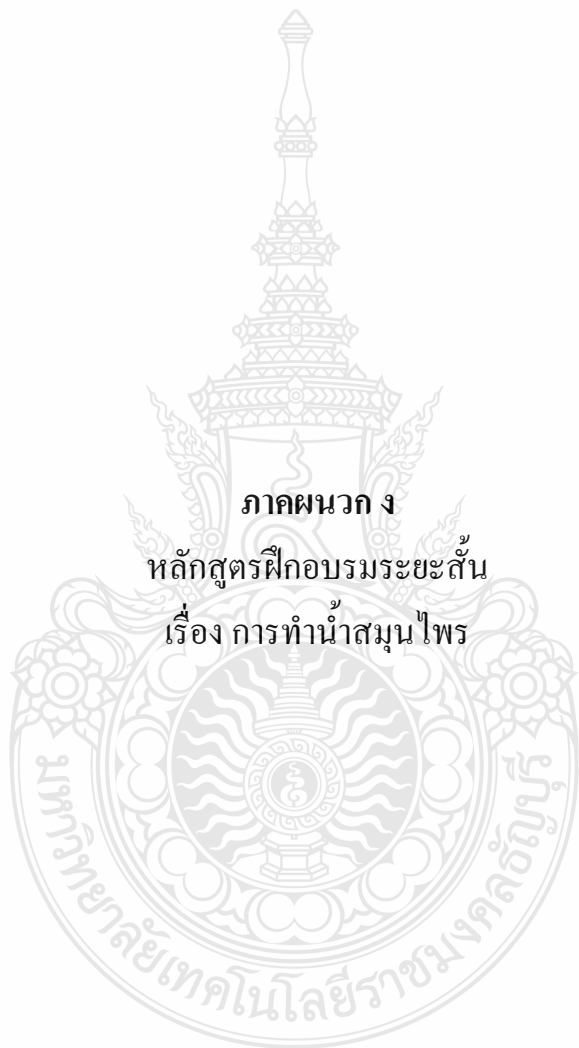 ภาคผนวก ง
หลักสูตรฝึกอบรมระยะสั้น
เรื่อง การทำน้ำสมุนไพร
มหาวิทยาลัยเทคโนโลยีราชมงคลธัญบุรี